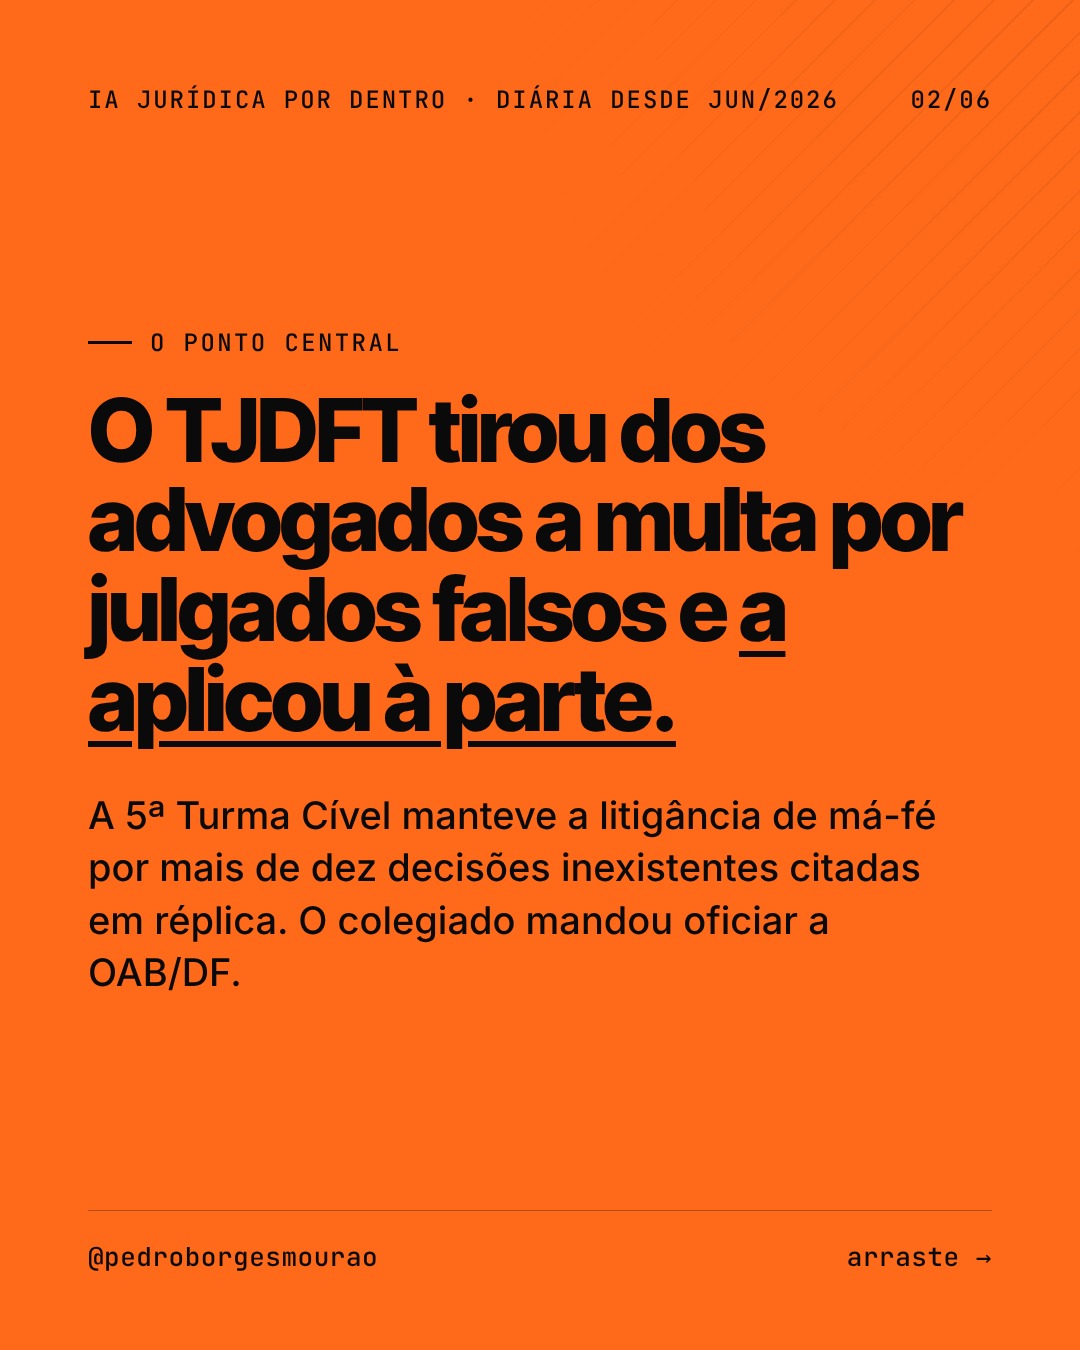 IA JURÍDICA POR DENTRO · DIÁRIA DESDE JUN/2026 02/06
O PONTO CENTRAL
O TJDFT tirou dos
advogados a multa por
julgados falsos e a
aplicou à parte.
A 5ª Turma Cível manteve a litigância de má-fé
por mais de dez decisões inexistentes citadas
em réplica. O colegiado mandou oficiar a
OAB/DF.
@pedroborgesmourao arraste →